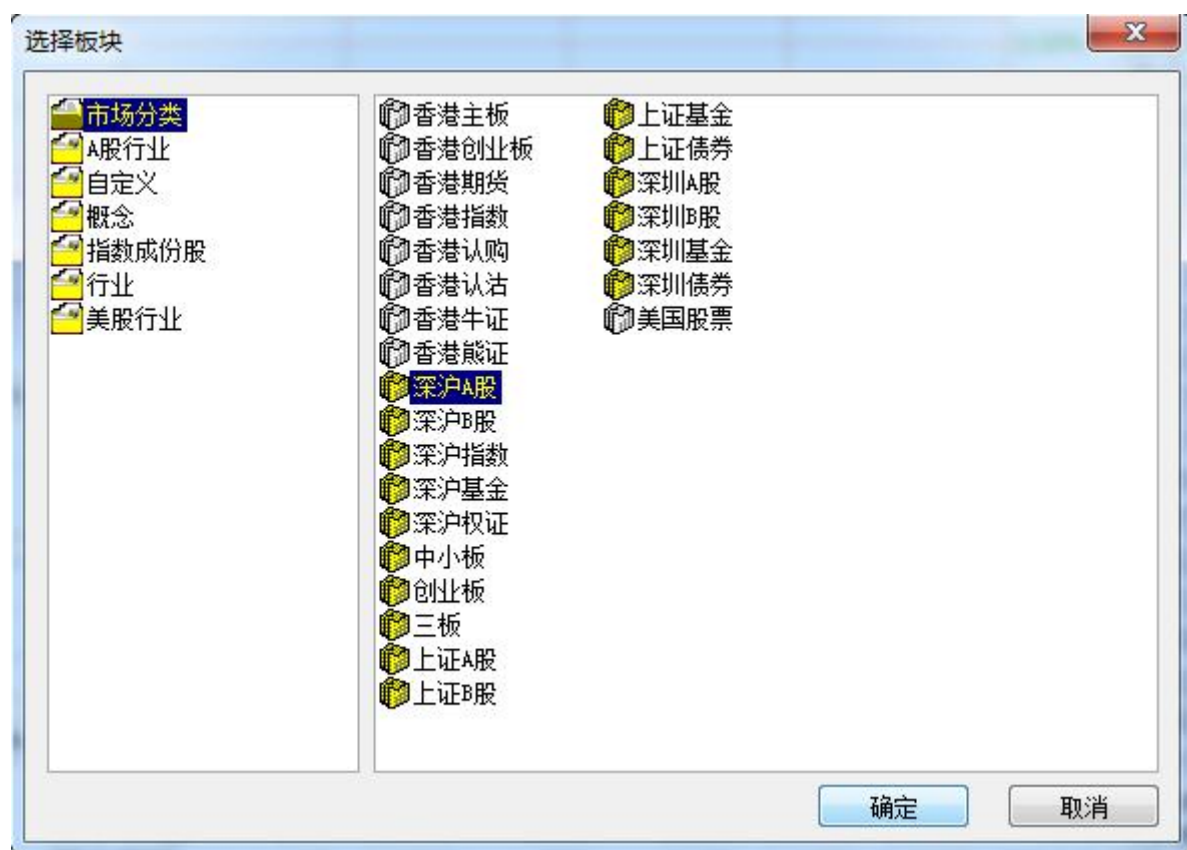 选择板块
市场分类
A股行业
自定义
概念
指数成份股
行业
美股行业
香港主板
香港创业板
香港期货
香港指数
香港认购
香港认沽
香港牛证
香港熊证
深沪A股
深沪B股
深沪指数
深沪基金
深沪权证
中小板
创业板
三板
上证A股
上证B股
上证基金
上证债券
深圳A股
深圳B股
深圳基金
深圳债券
美国股票
确定
取消